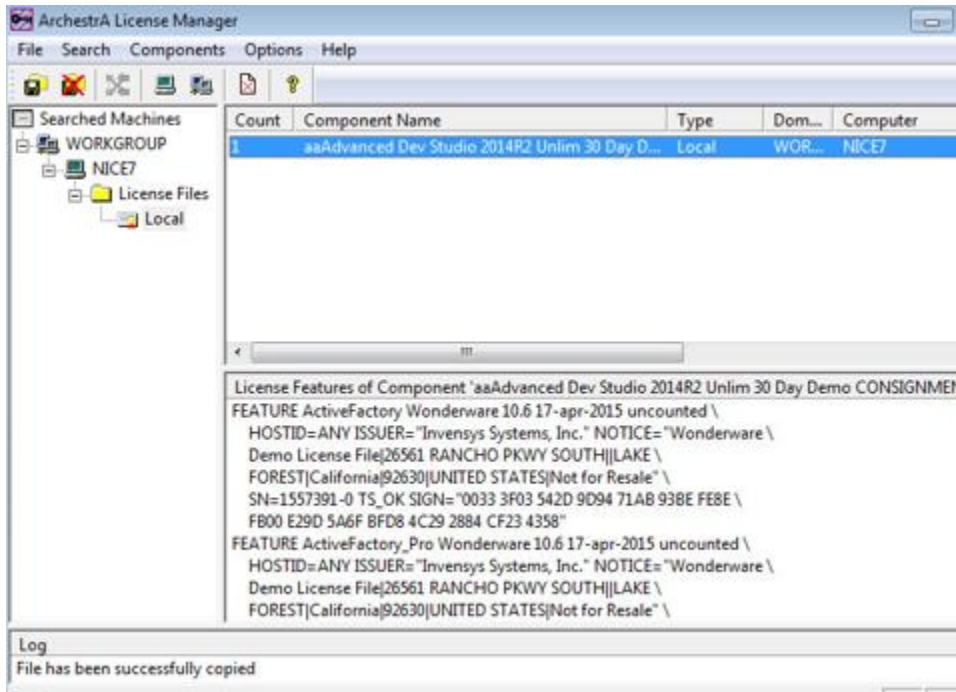 ArchestrA License Manager
File Search Components Options Help
Searched Machines
WORKGROUP
NICE7
License Files
Local
Count Component Name Type Dom... Computer
1 aaAdvanced Dev Studio 2014R2 Unlim 30 Day D... Local WOR... NICE7
License Features of Component 'aaAdvanced Dev Studio 2014R2 Unlim 30 Day Demo CONSIGNMEN
FEATURE ActiveFactory Wonderware 10.6 17-apr-2015 uncounted \
HOSTID=ANY ISSUER="Invensys Systems, Inc." NOTICE="Wonderware \
Demo License File|26561 RANCHO PKWY SOUTH||LAKE \
FOREST|California|92630|UNITED STATES|Not for Resale" \
SN=1557391-0 TS_OK SIGN="0033 3F03 542D 9D94 71AB 93BE FE8E \
FB00 E29D 5A6F BFD8 4C29 2884 CF23 4358"
FEATURE ActiveFactory_Pro Wonderware 10.6 17-apr-2015 uncounted \
HOSTID=ANY ISSUER="Invensys Systems, Inc." NOTICE="Wonderware \
Demo License File|26561 RANCHO PKWY SOUTH||LAKE \
FOREST|California|92630|UNITED STATES|Not for Resale" \
Log
File has been successfully copied